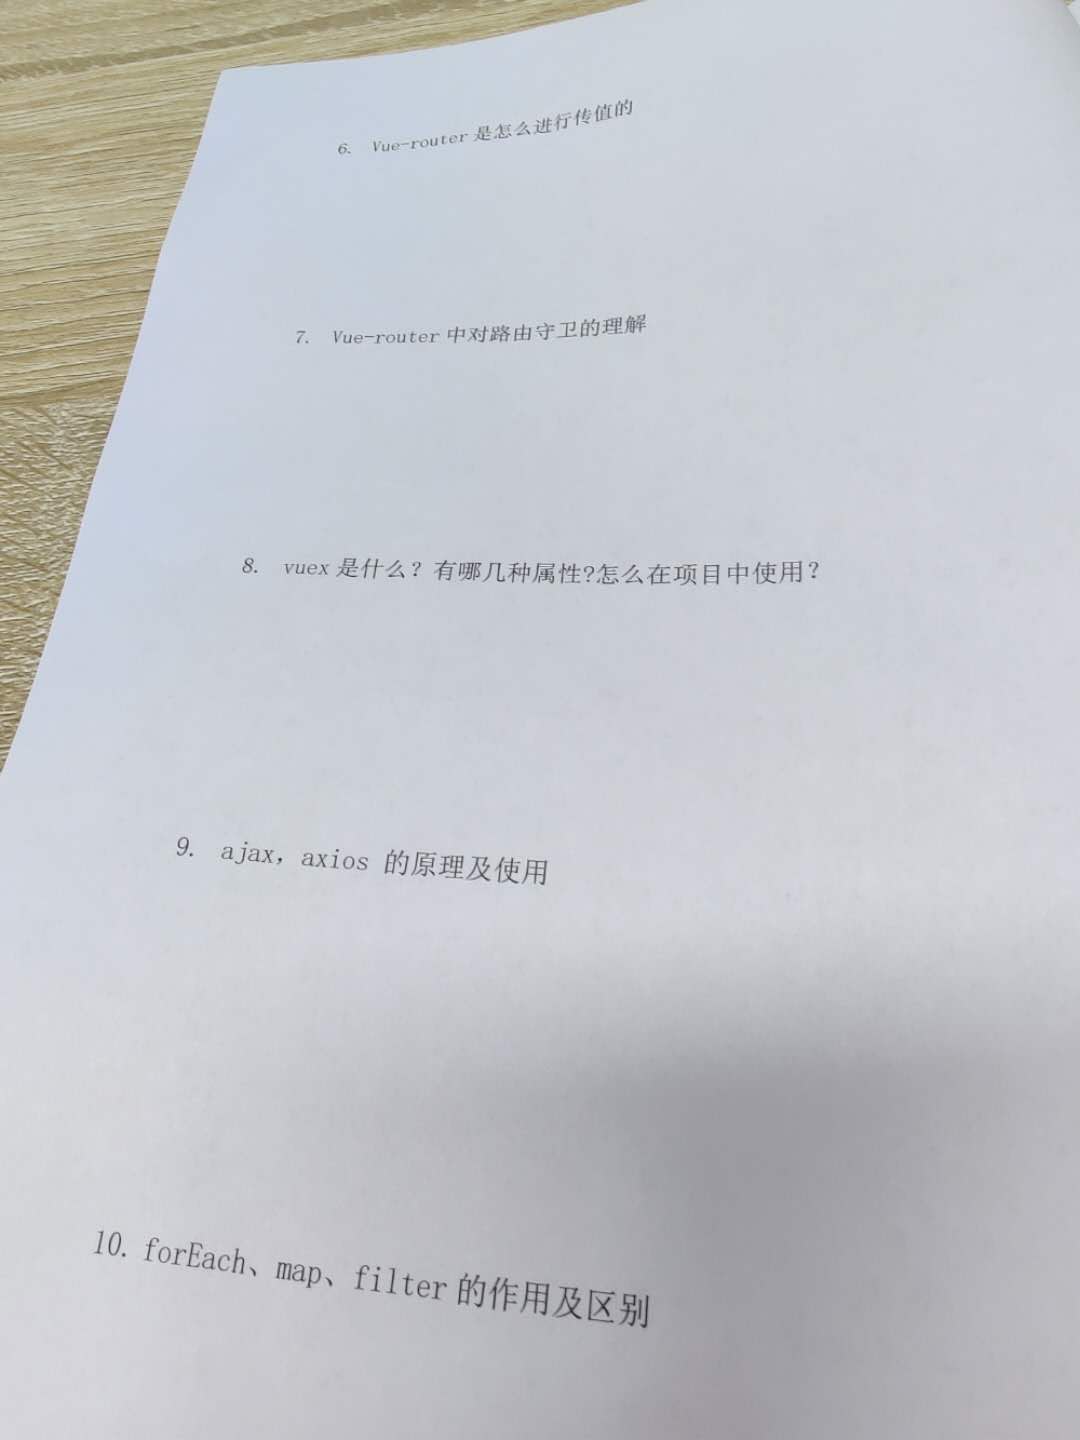 6. Vue-router 是怎么进行传值的
7. Vue-router 中对路由守卫的理解
8. vuex 是什么？有哪几种属性?怎么在项目中使用？
9. ajax，axios 的原理及使用
10. forEach、map、filter 的作用及区别